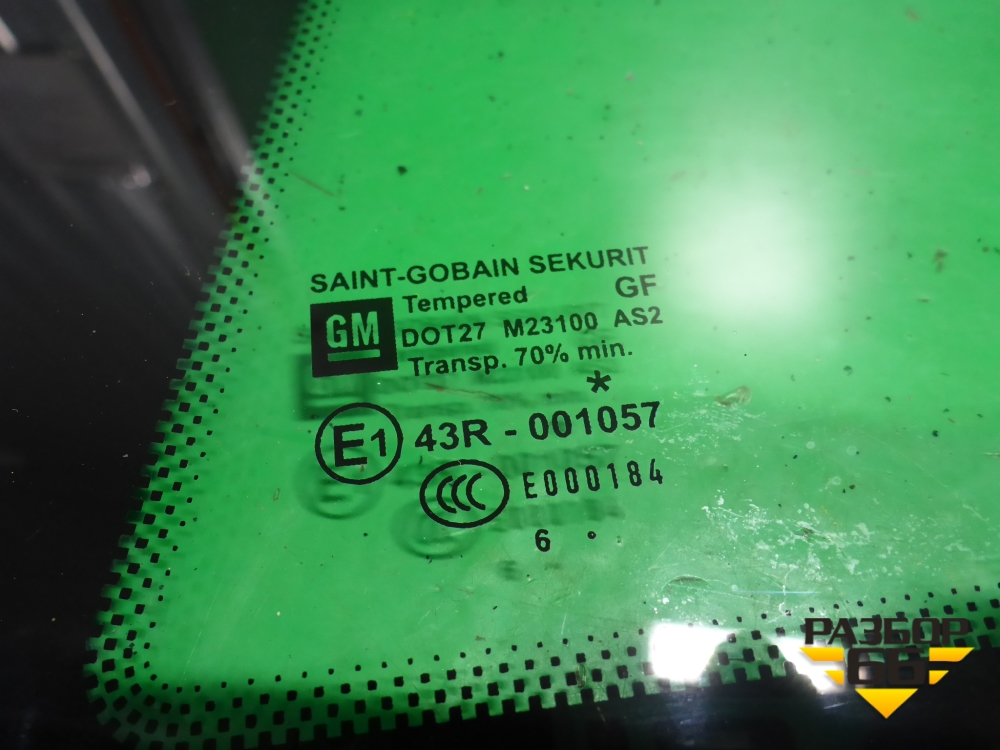 SAINT-GOBAIN SEKURIT
Tempered GF
GM DOT27 M23100 AS2
Transp. 70% min.
*
E1 43R - 001057
CCC E000184
6 •
РАЗБОР
66